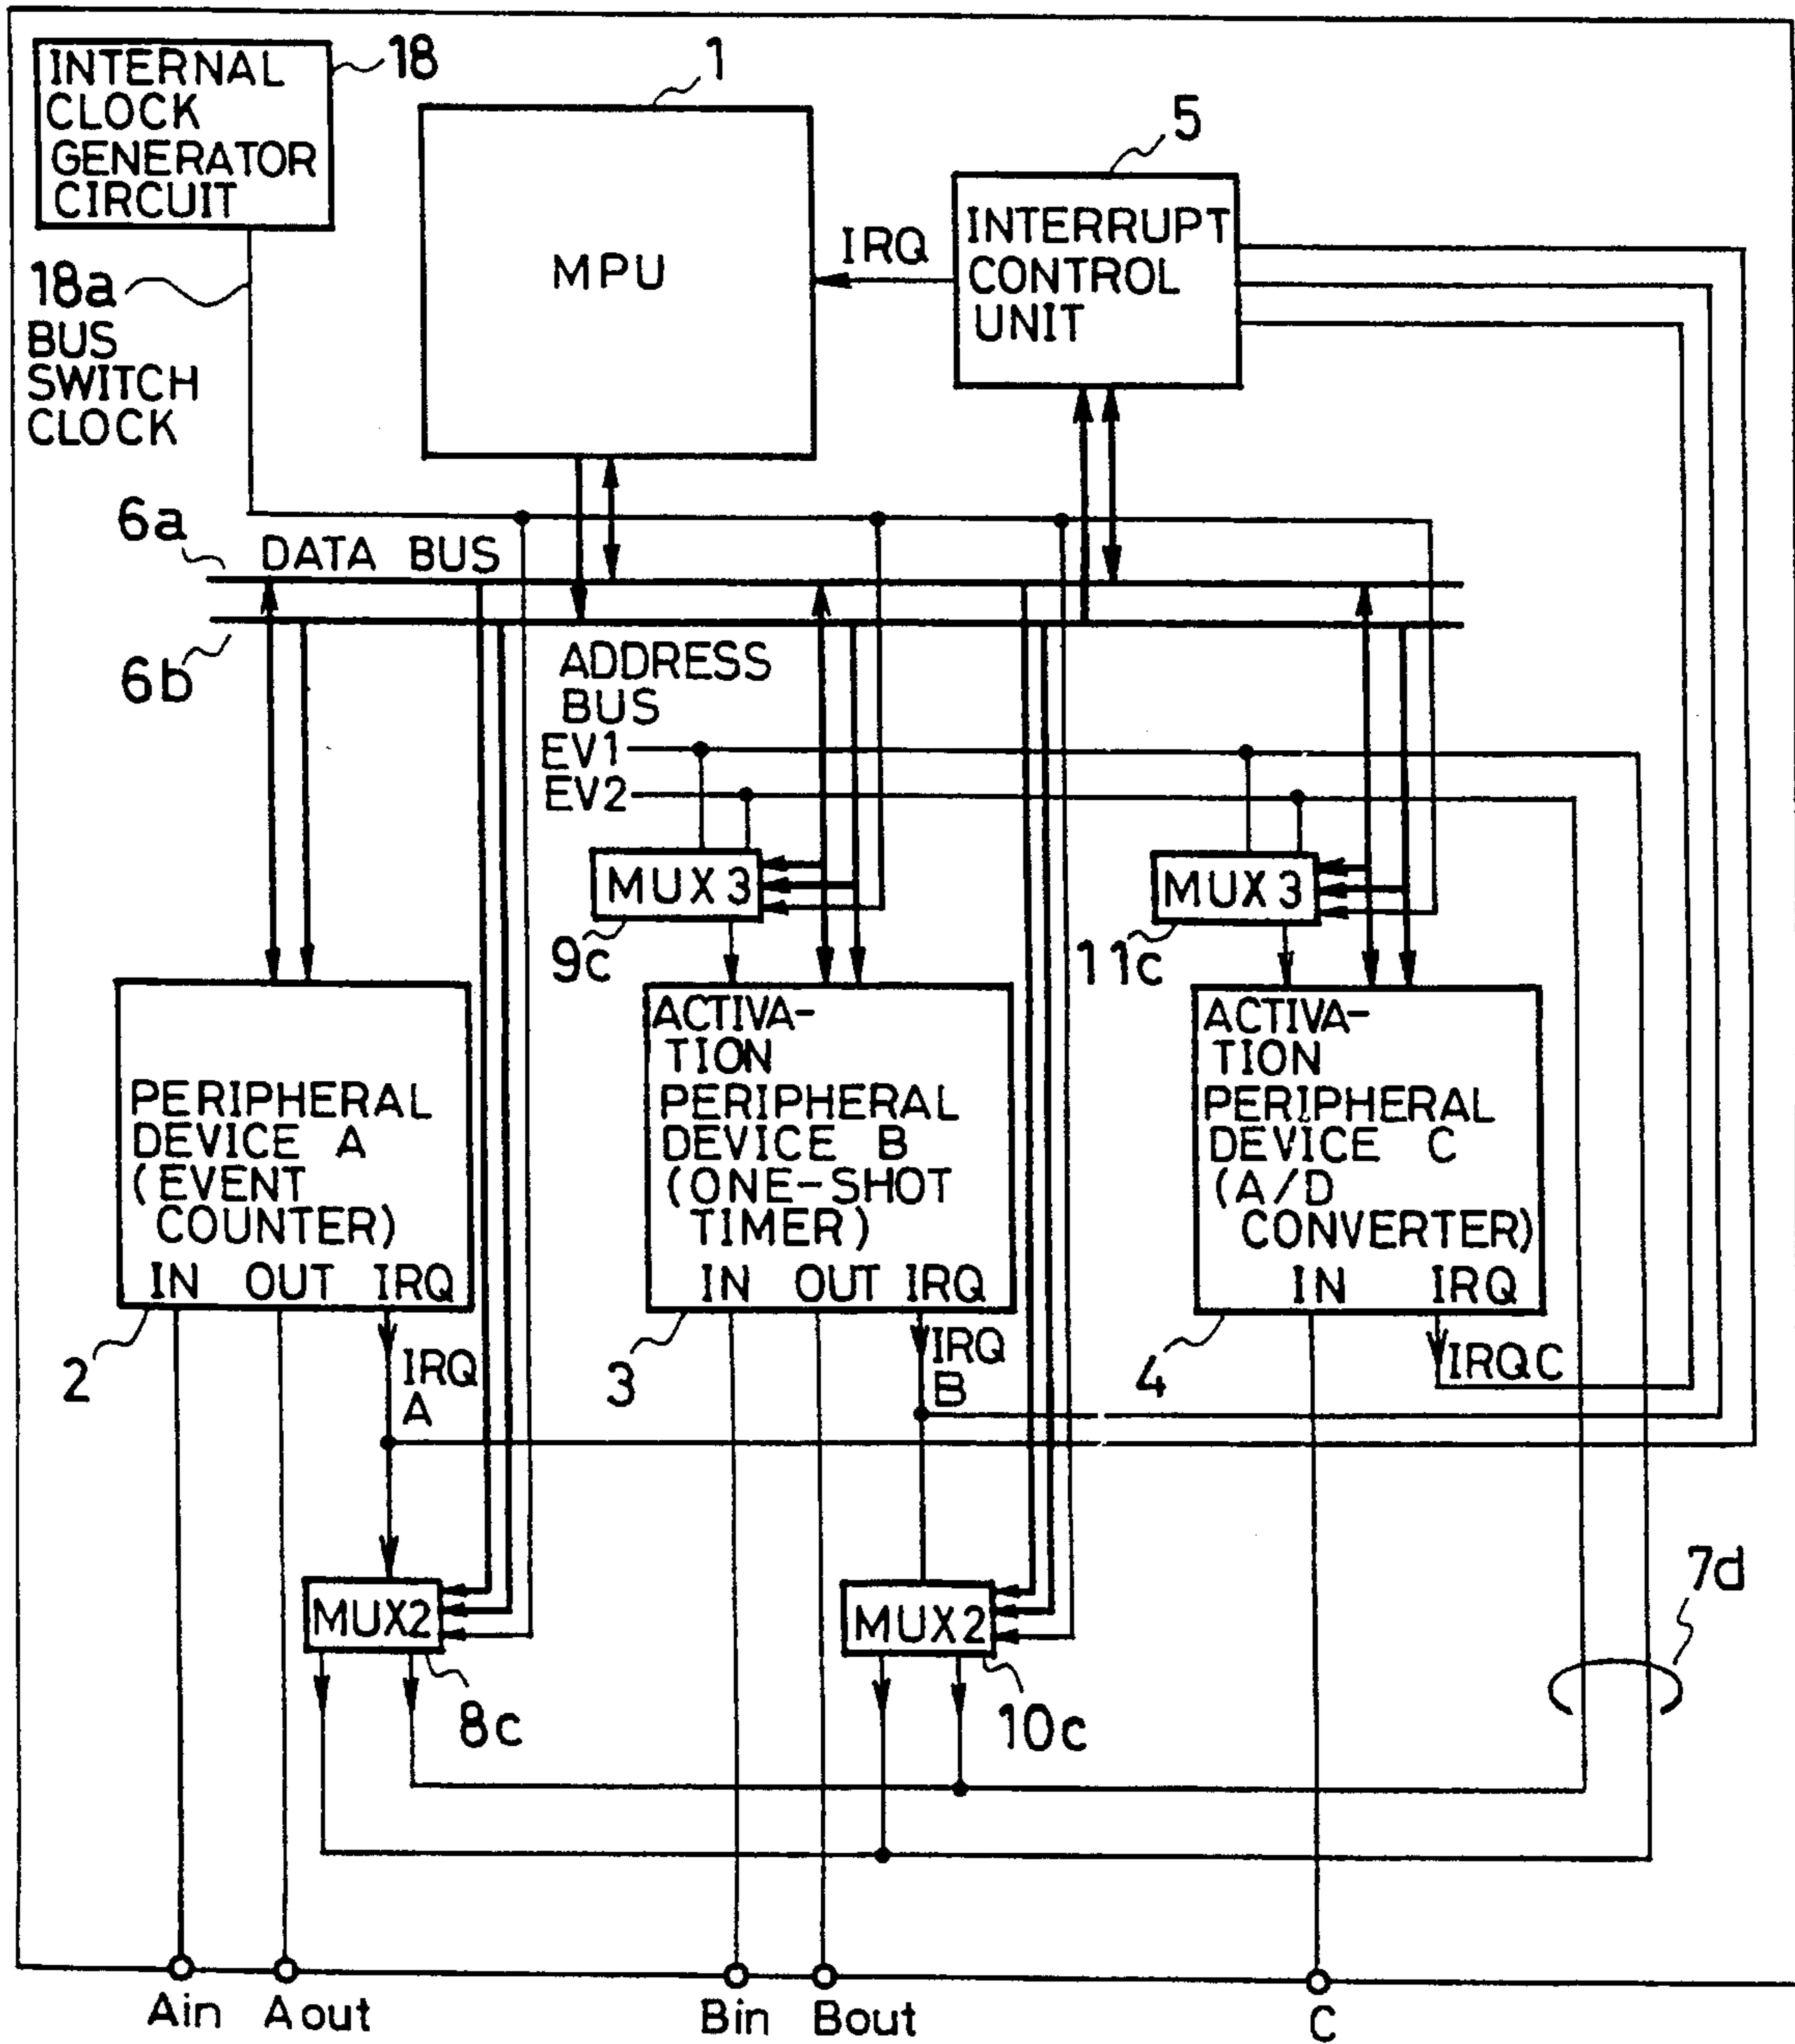 INTERNAL
CLOCK
GENERATOR
CIRCUIT
18
1
5
MPU
IRQ
INTERRUPT
CONTROL
UNIT
18a
BUS
SWITCH
CLOCK
6a
DATA BUS
6b
ADDRESS
BUS
EV1
EV2
MUX3
9c
MUX3
11c
PERIPHERAL
DEVICE A
(EVENT
COUNTER)
IN OUT IRQ
ACTIVA-
TION
PERIPHERAL
DEVICE B
(ONE-SHOT
TIMER)
IN OUT IRQ
ACTIVA-
TION
PERIPHERAL
DEVICE C
(A/D
CONVERTER)
IN IRQ
2
IRQ
A
3
IRQ
B
4
IRQC
MUX2
8c
MUX2
10c
7d
Ain Aout Bin Bout C